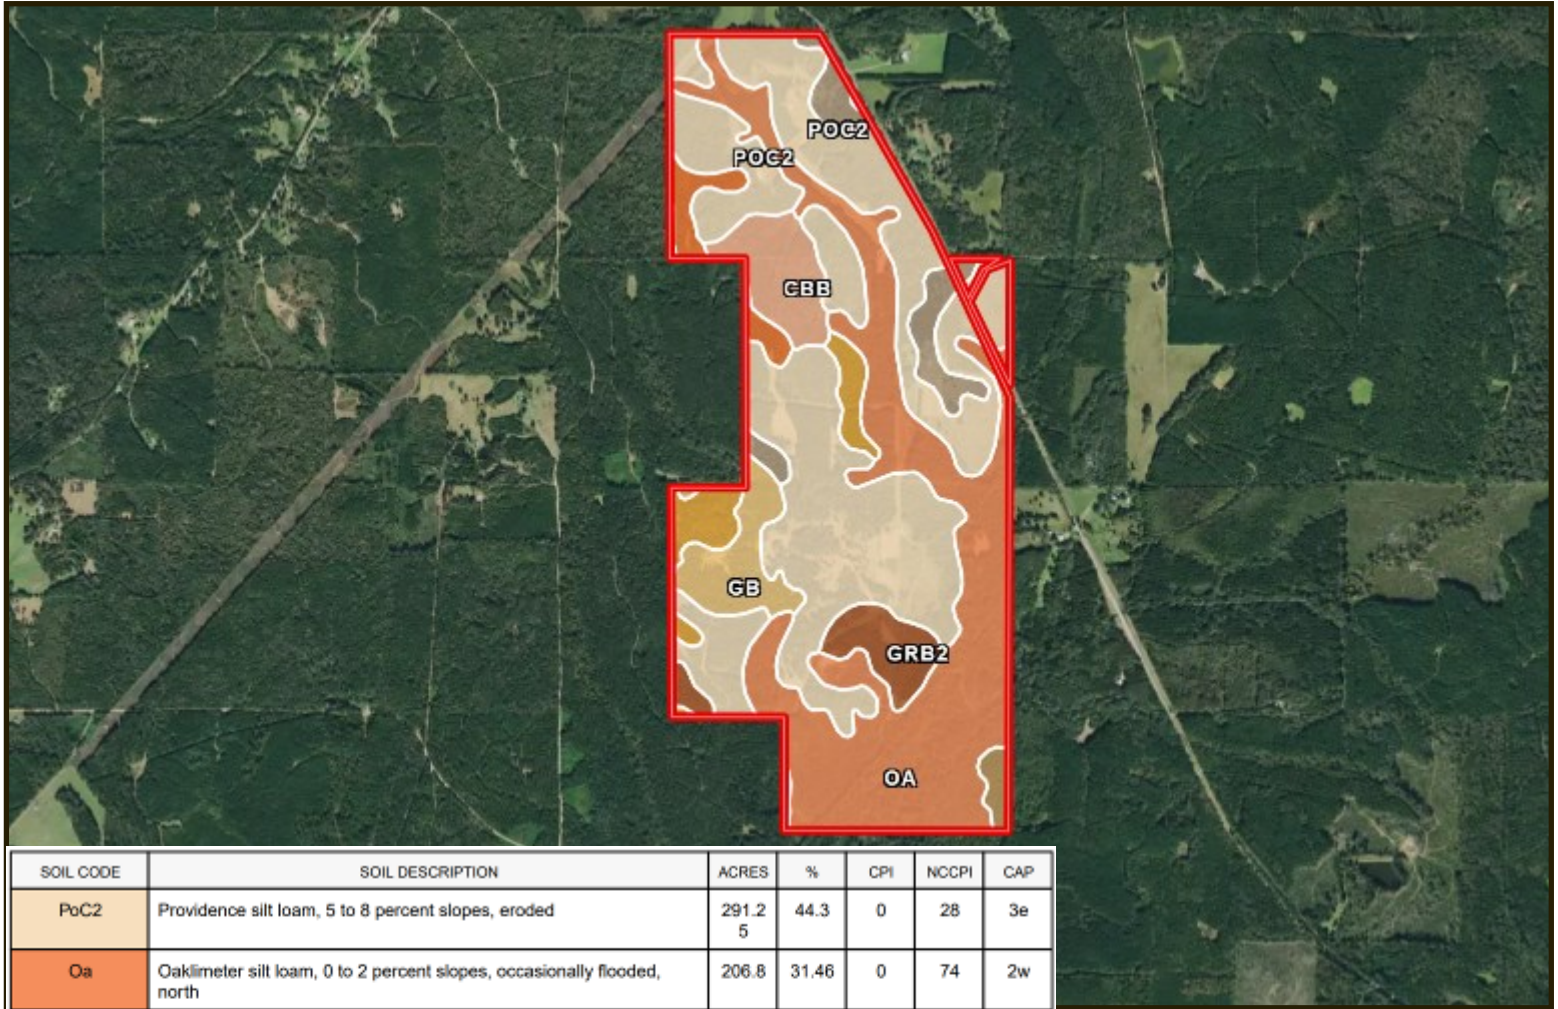 POC2
POC2
CBB
GB
GRB2
OA
SOIL CODE SOIL DESCRIPTION ACRES % CPI NCCPI CAP
PoC2 Providence silt loam, 5 to 8 percent slopes, eroded 291.2 44.3 0 28 3e
5
Oa Oaklimeter silt loam, 0 to 2 percent slopes, occasionally flooded, 206.8 31.46 0 74 2w
north